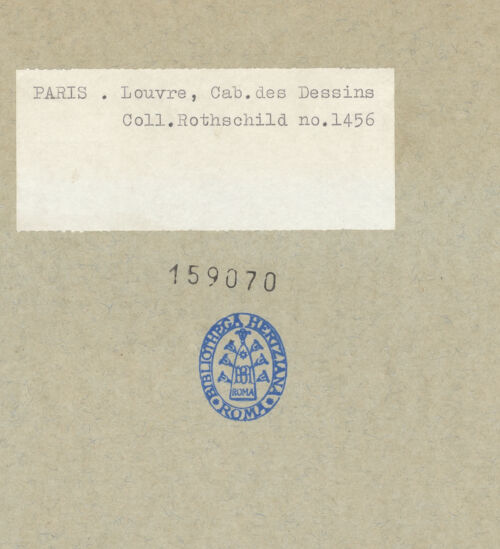 PARIS . Louvre, Cab.des Dessins
Coll.Rothschild no.1456
159070
BIBLIOTHECA HERTZIANA
ROMA
• ROMA •